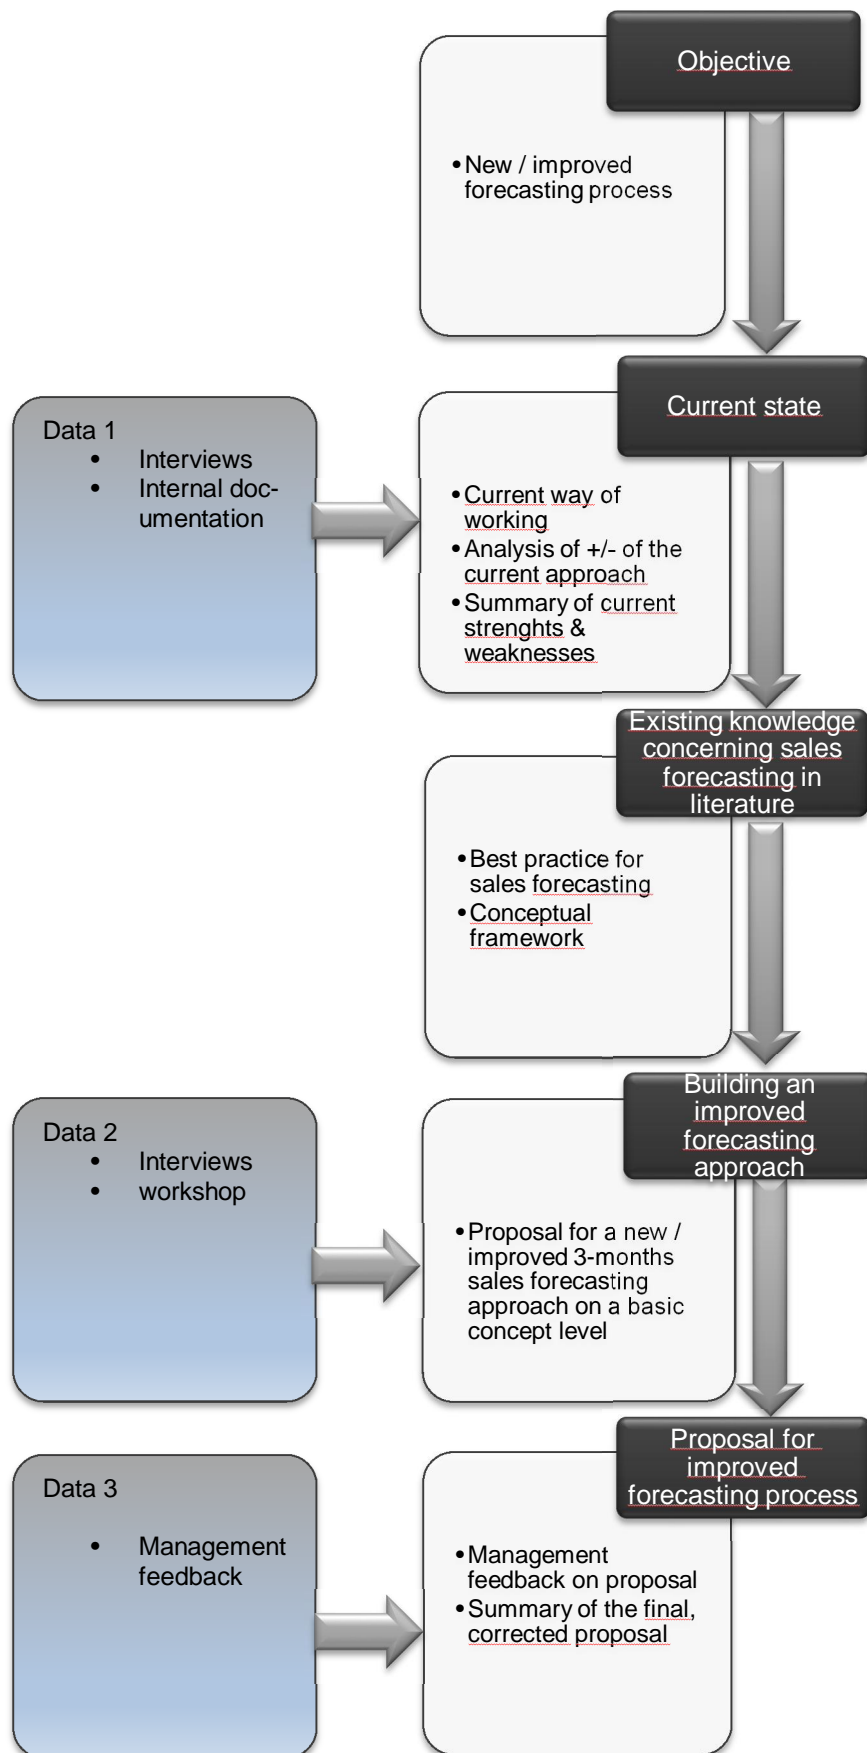 Objective
•New / improved
forecasting process
Current state
Data 1
• Interviews
• Internal doc-
umentation
•Current way of
working
•Analysis of +/- of the
current approach
•Summary of current
strenghts &
weaknesses
Existing knowledge
concerning sales
forecasting in
literature
•Best practice for
sales forecasting
•Conceptual
framework
Building an
improved
forecasting
approach
Data 2
• Interviews
• workshop
•Proposal for a new /
improved 3-months
sales forecasting
approach on a basic
concept level
Proposal for
improved
forecasting process
Data 3
• Management
feedback
•Management
feedback on proposal
•Summary of the final,
corrected proposal